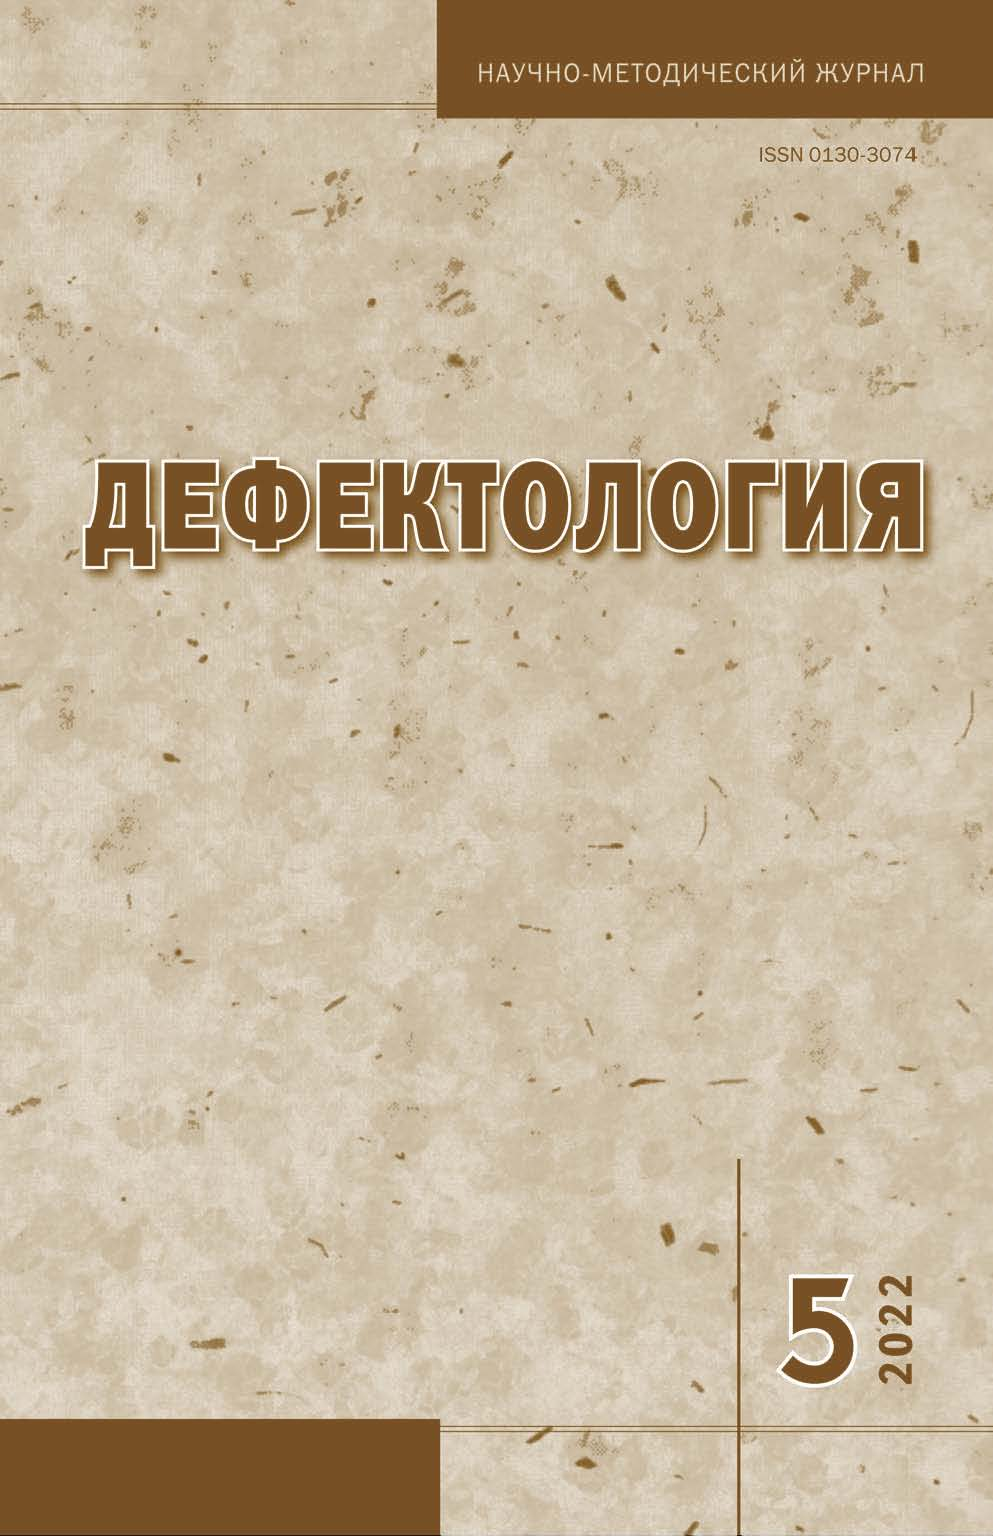 НАУЧНО-МЕТОДИЧЕСКИЙ ЖУРНАЛ
ISSN 0130-3074
ДЕФЕКТОЛОГИЯ
5
2022